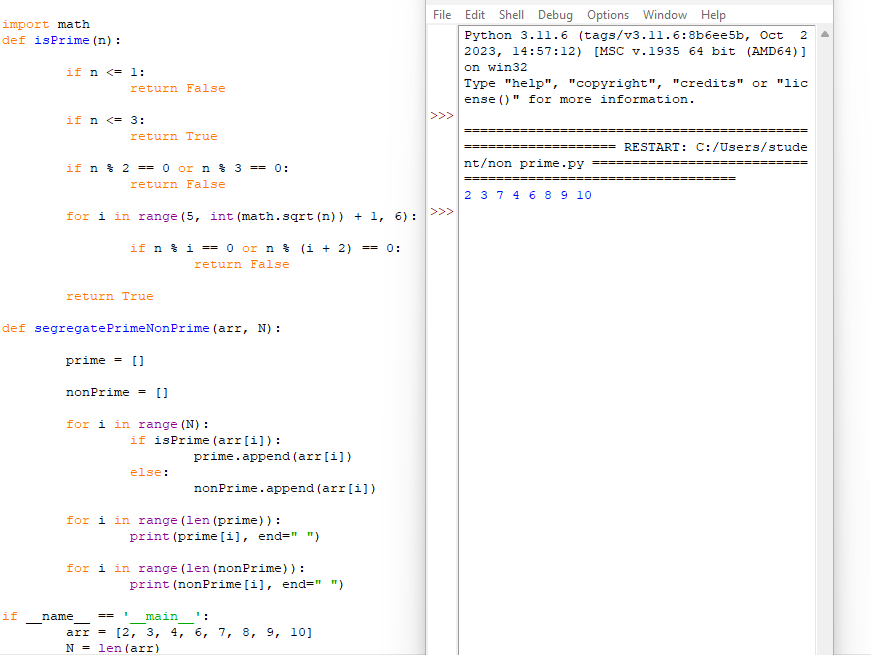 import math
def isPrime(n):
if n <= 1:
return False
if n <= 3:
return True
if n % 2 == 0 or n % 3 == 0:
return False
for i in range(5, int(math.sqrt(n)) + 1, 6):
if n % i == 0 or n % (i + 2) == 0:
return False
return True
def segregatePrimeNonPrime(arr, N):
prime = []
nonPrime = []
for i in range(N):
if isPrime(arr[i]):
prime.append(arr[i])
else:
nonPrime.append(arr[i])
for i in range(len(prime)):
print(prime[i], end=" ")
for i in range(len(nonPrime)):
print(nonPrime[i], end=" ")
if __name__ == '__main__':
arr = [2, 3, 4, 6, 7, 8, 9, 10]
N = len(arr)
File Edit Shell Debug Options Window Help
Python 3.11.6 (tags/v3.11.6:8b6ee5b, Oct  2
2023, 14:57:12) [MSC v.1935 64 bit (AMD64)]
on win32
Type "help", "copyright", "credits" or "lic
ense()" for more information.
>>>
===========================================
=================== RESTART: C:/Users/stude
nt/non prime.py ===========================
==================================
2 3 7 4 6 8 9 10
>>>